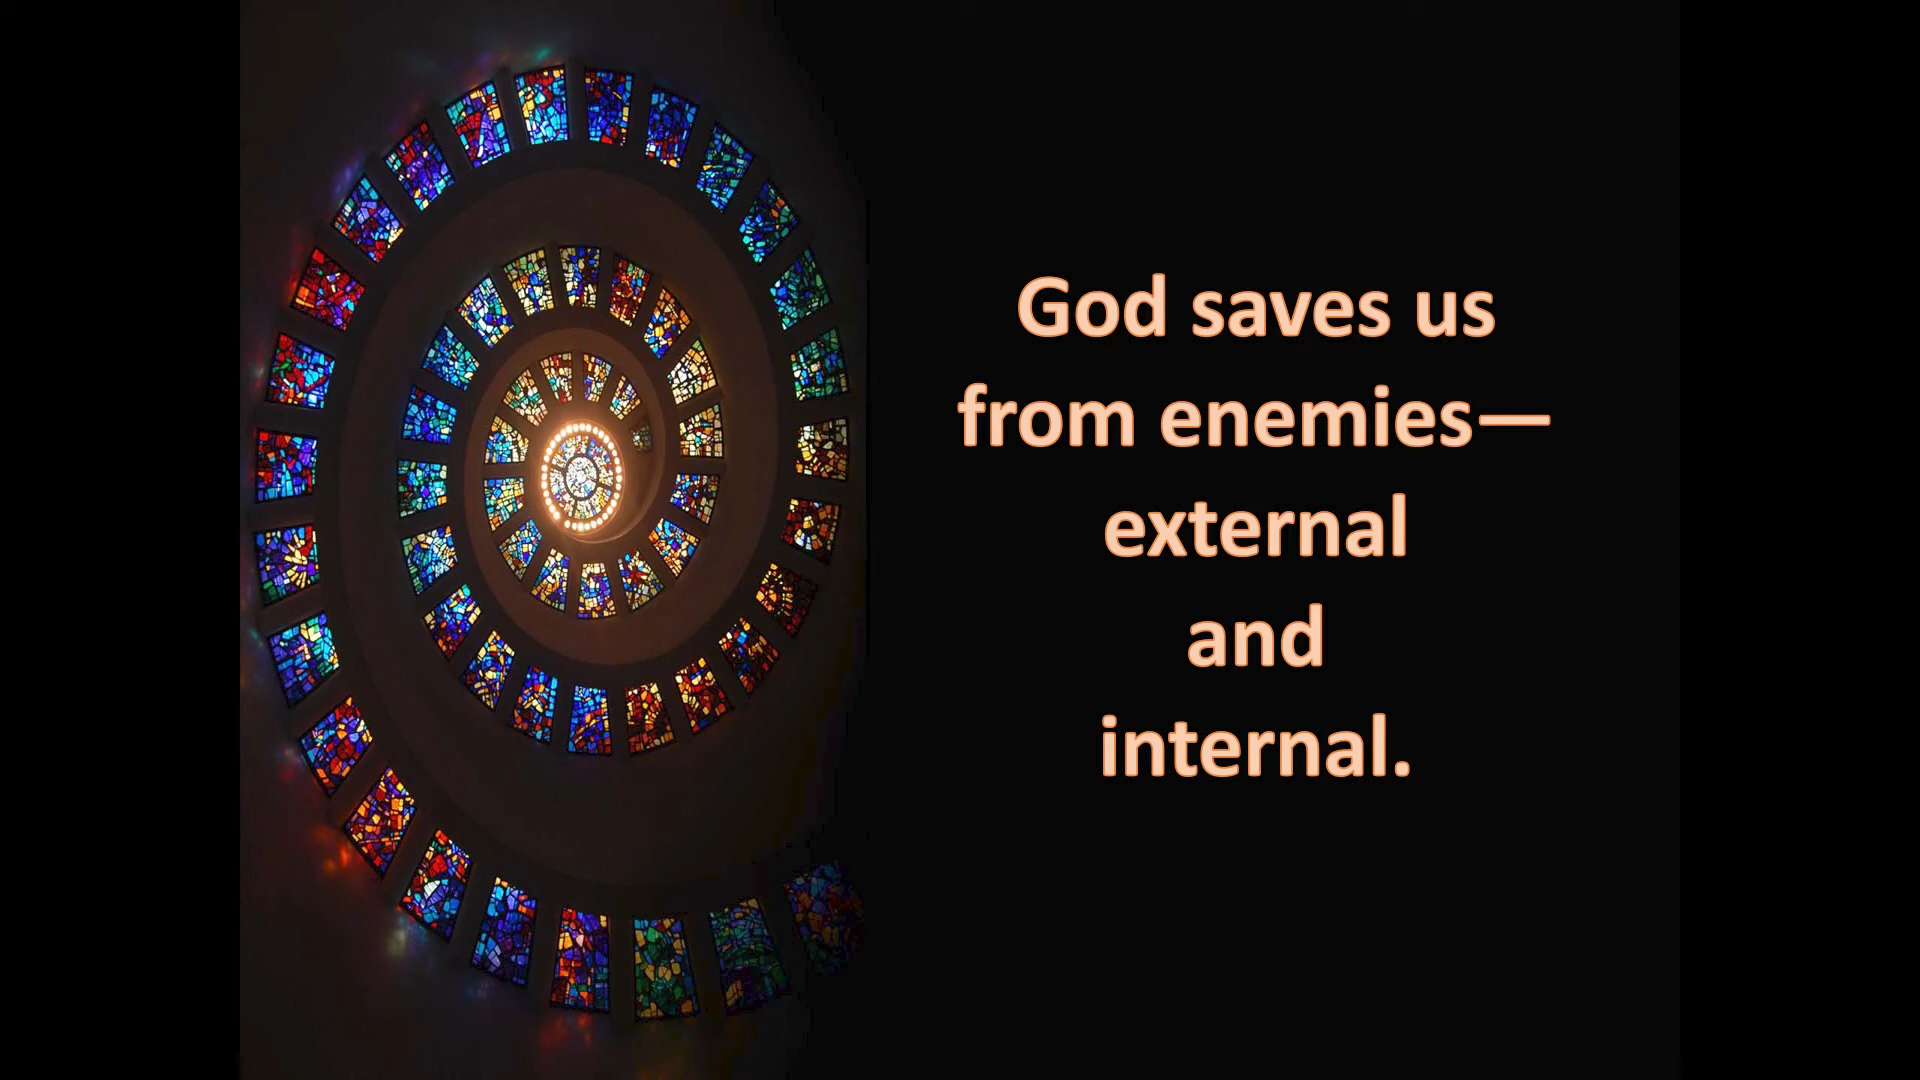 God saves us
from enemies—
external
and
internal.